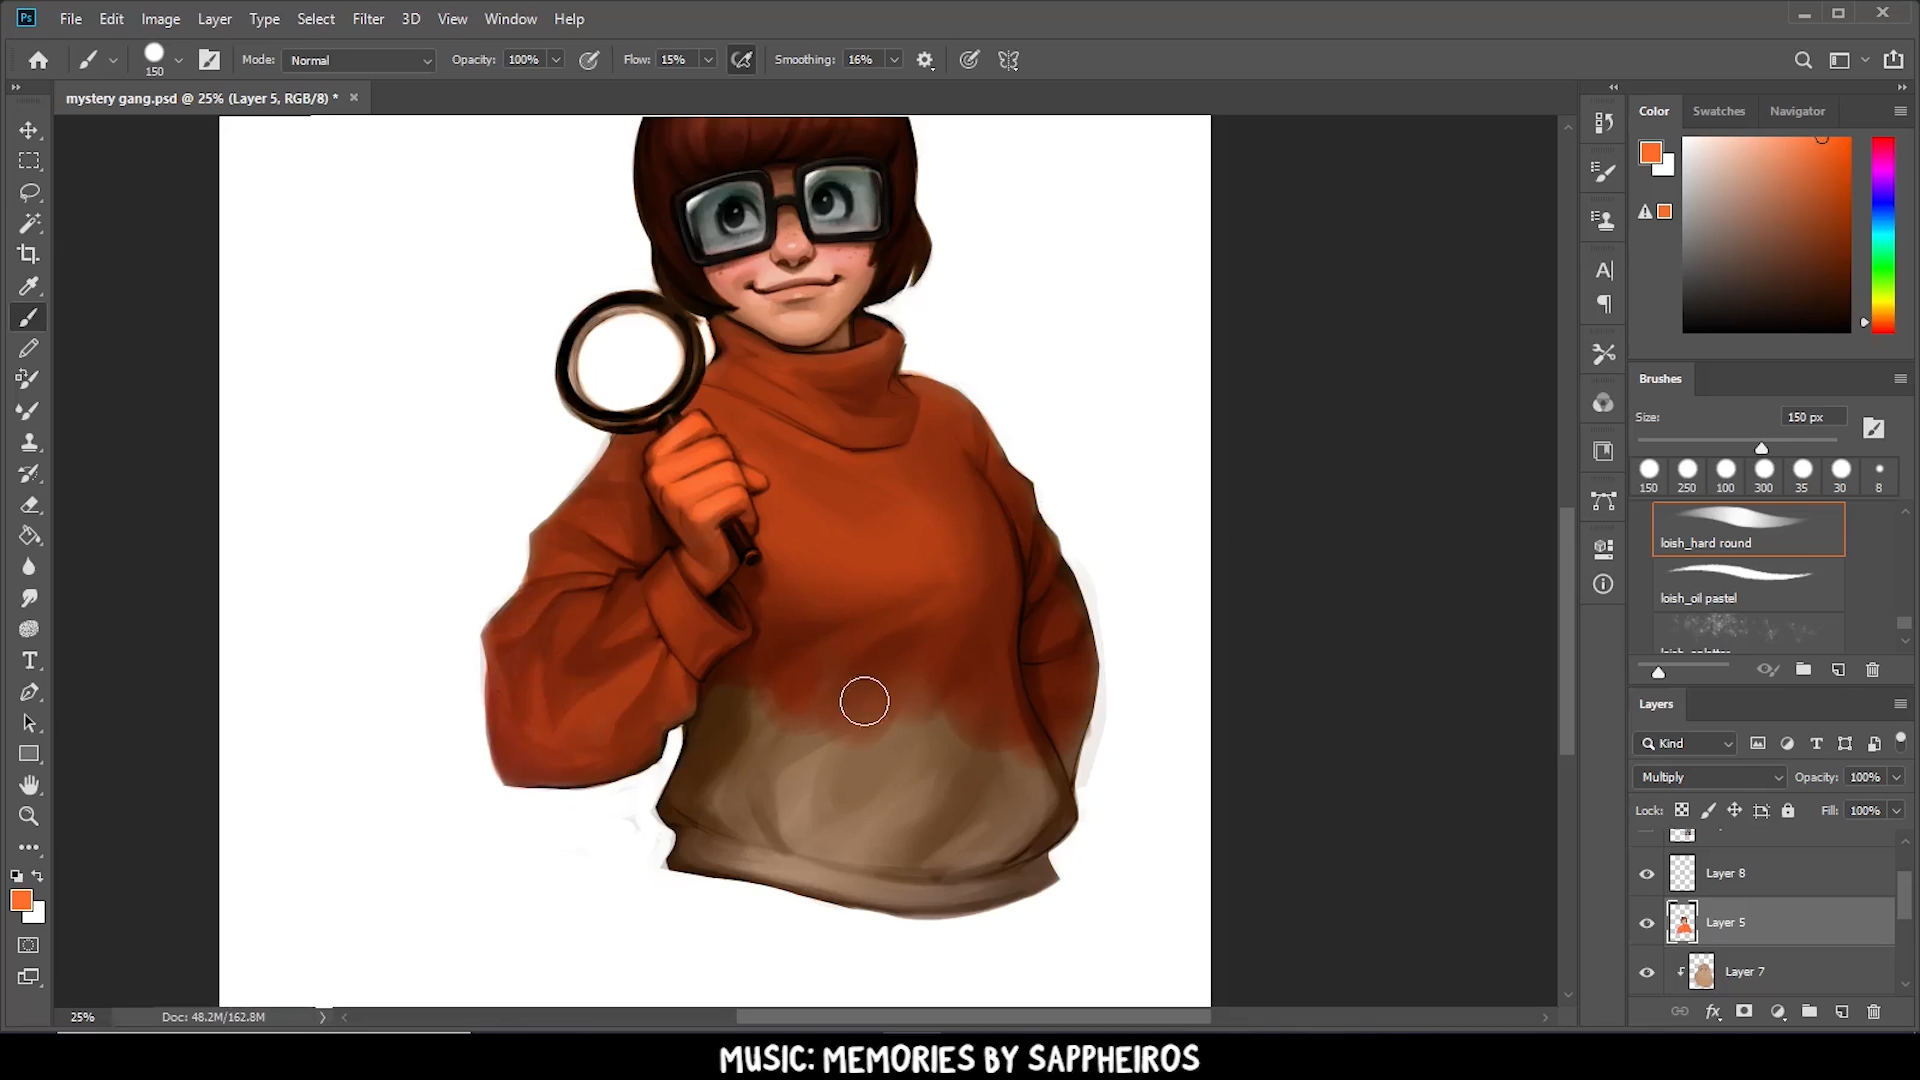 Ps File Edit Image Layer Type Select Filter 3D View Window Help
150 Mode: Normal Opacity: 100% Flow: 15% Smoothing: 16%
mystery gang.psd @ 25% (Layer 5, RGB/8) *
Color Swatches Navigator
Brushes
Size: 150 px
150 250 100 300 35 30 8
loish_hard round
loish_oil pastel
Layers
Kind
Multiply Opacity: 100%
Lock: Fill: 100%
Layer 8
Layer 5
Layer 7
25% Doc: 48.2M/162.8M
MUSIC: MEMORIES BY SAPPHEIROS